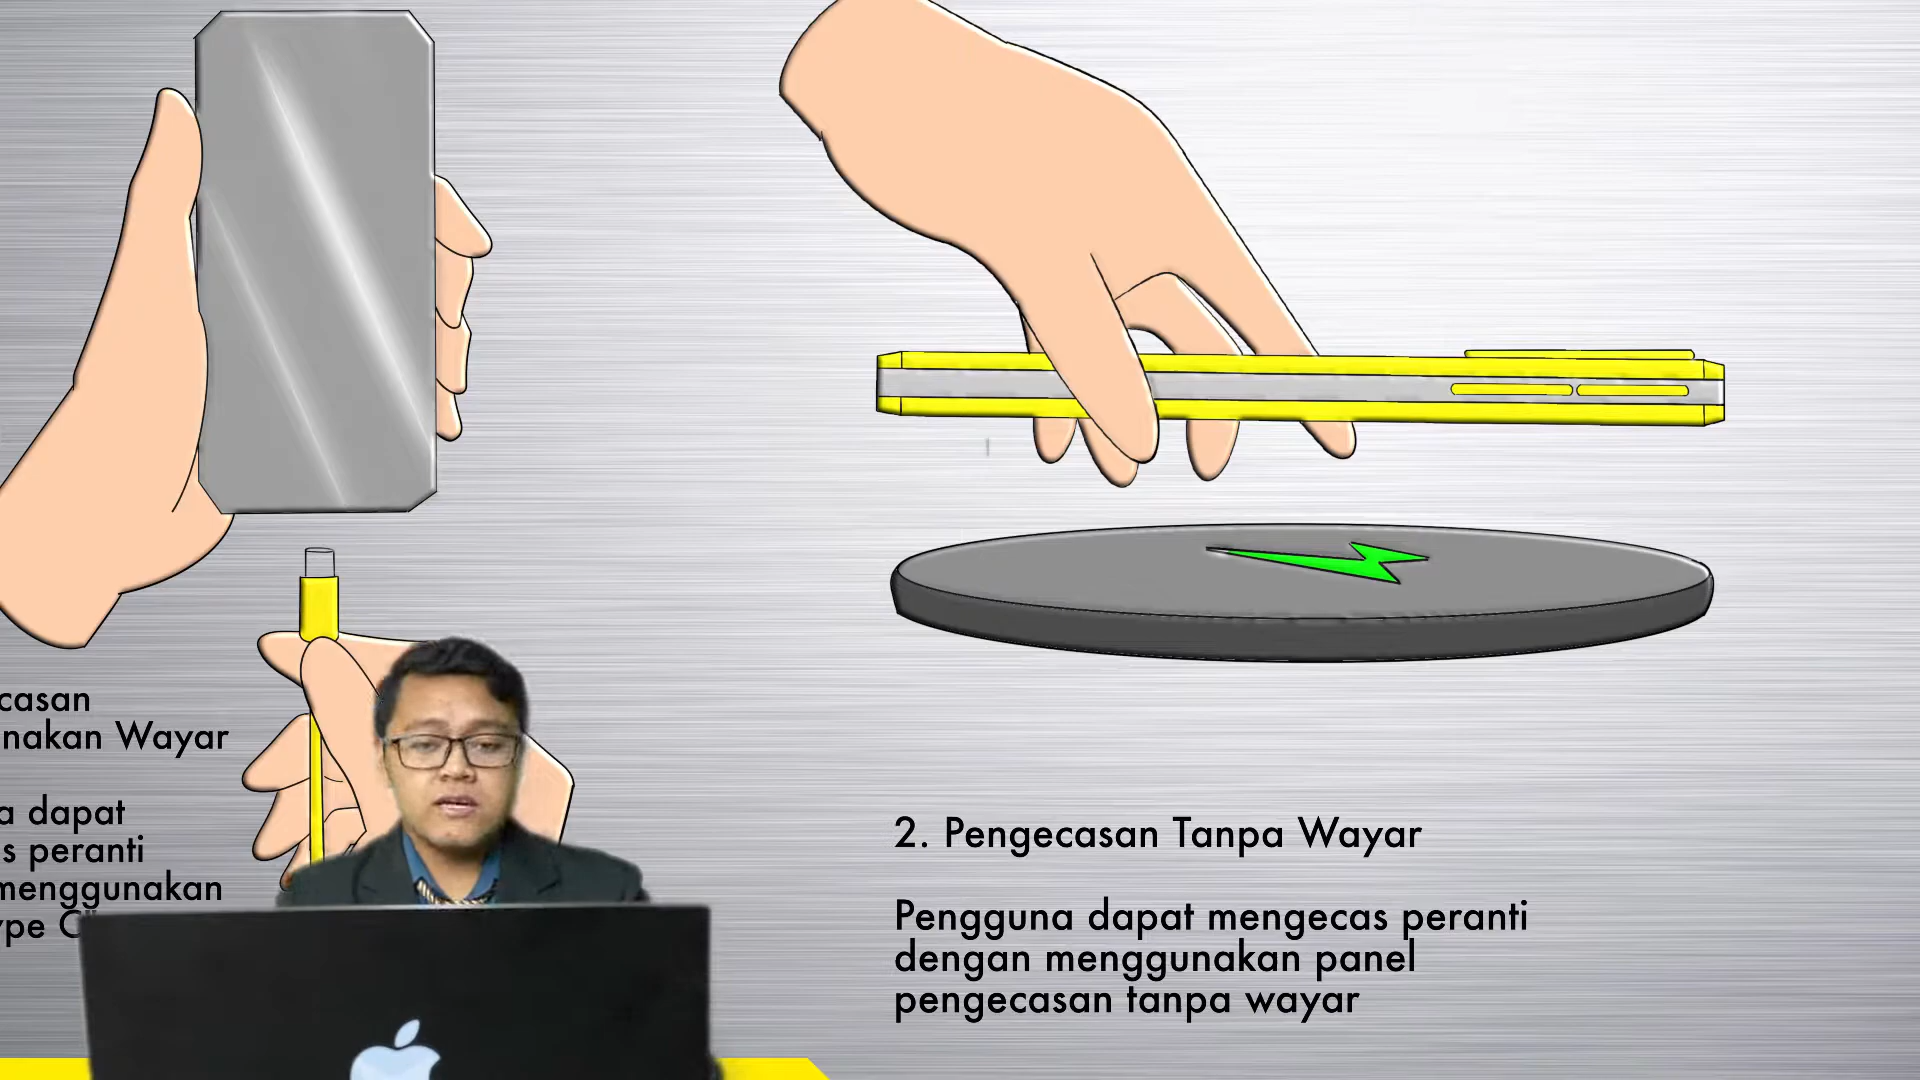 casan
nakan Wayar
a dapat
s peranti
menggunakan
ype C"
2. Pengecasan Tanpa Wayar
Pengguna dapat mengecas peranti
dengan menggunakan panel
pengecasan tanpa wayar